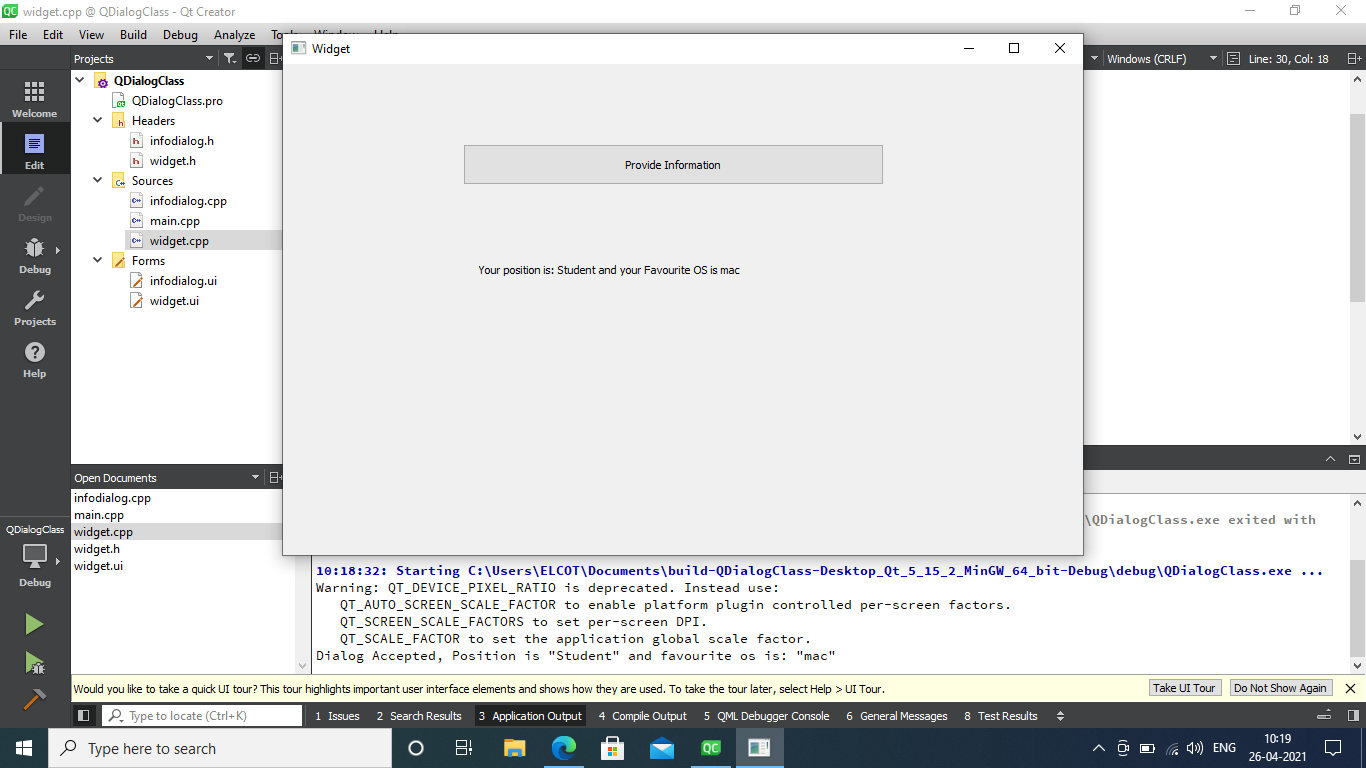 QC widget.cpp @ QDialogClass - Qt Creator
File Edit View Build Debug Analyze
Widget
Projects
Windows (CRLF)
Line: 30, Col: 18
Welcome
Edit
Design
Debug
Projects
Help
QDialogClass
QDialogClass.pro
Headers
infodialog.h
widget.h
Sources
infodialog.cpp
main.cpp
widget.cpp
Forms
infodialog.ui
widget.ui
Provide Information
Your position is: Student and your Favourite OS is mac
Open Documents
infodialog.cpp
main.cpp
widget.cpp
widget.h
widget.ui
QDialogClass
Debug
\QDialogClass.exe exited with
10:18:32: Starting C:\Users\ELCOT\Documents\build-QDialogClass-Desktop_Qt_5_15_2_MinGW_64_bit-Debug\debug\QDialogClass.exe ...
Warning: QT_DEVICE_PIXEL_RATIO is deprecated. Instead use:
QT_AUTO_SCREEN_SCALE_FACTOR to enable platform plugin controlled per-screen factors.
QT_SCREEN_SCALE_FACTORS to set per-screen DPI.
QT_SCALE_FACTOR to set the application global scale factor.
Dialog Accepted, Position is "Student" and favourite os is: "mac"
Would you like to take a quick UI tour? This tour highlights important user interface elements and shows how they are used. To take the tour later, select Help > UI Tour.
Take UI Tour
Do Not Show Again
Type to locate (Ctrl+K)
1 Issues 2 Search Results 3 Application Output 4 Compile Output 5 QML Debugger Console 6 General Messages 8 Test Results
Type here to search
QC
ENG
10:19
26-04-2021